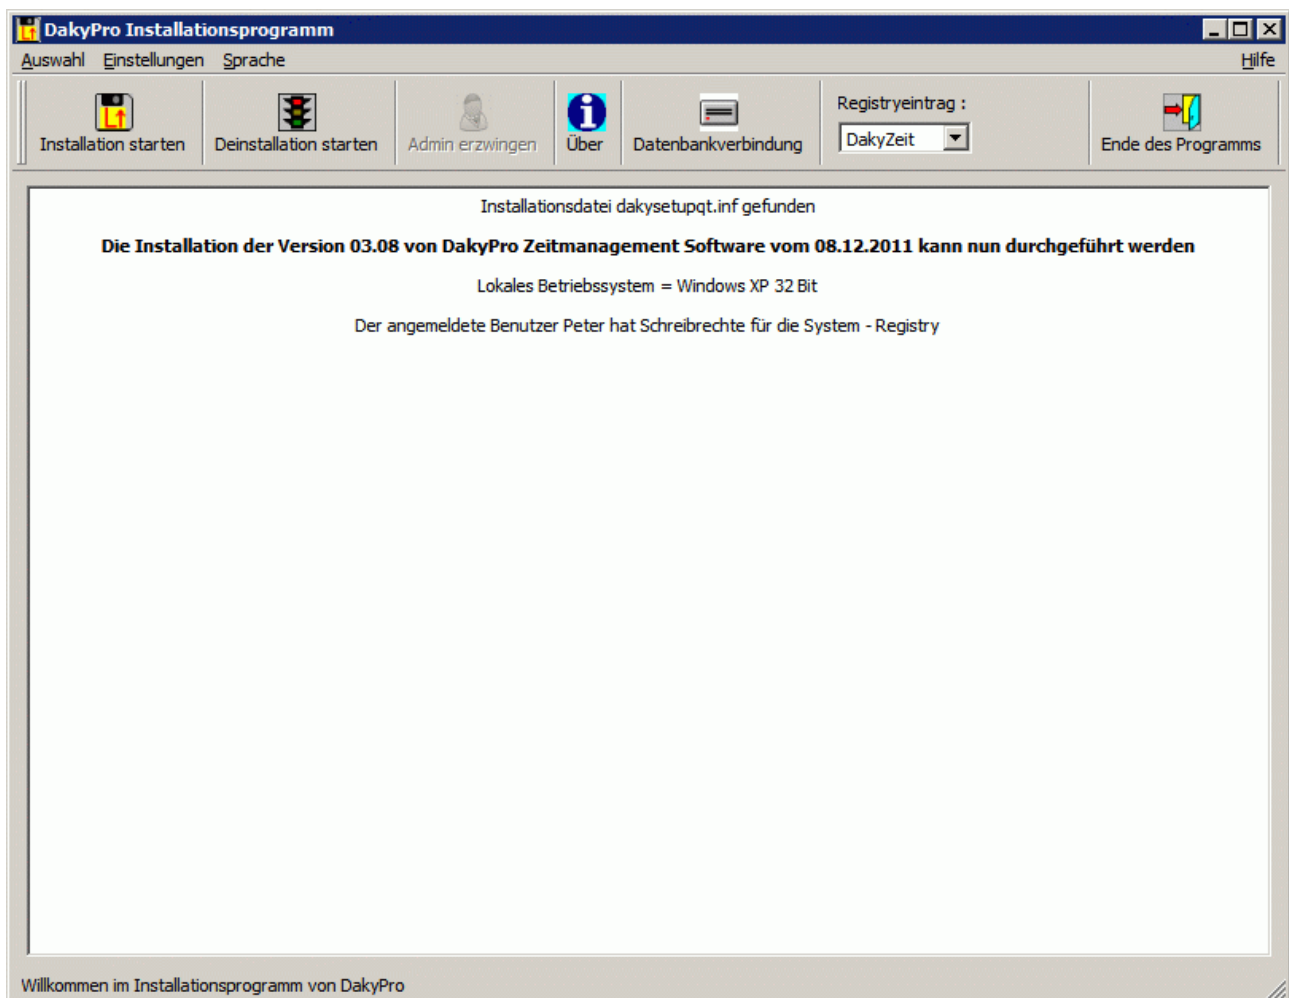 DakyPro Installationsprogramm
Auswahl Einstellungen Sprache Hilfe
Registryeintrag :
DakyZeit
Installation starten Deinstallation starten Admin erzwingen Über Datenbankverbindung Ende des Programms
Installationsdatei dakysetupqt.inf gefunden
Die Installation der Version 03.08 von DakyPro Zeitmanagement Software vom 08.12.2011 kann nun durchgeführt werden
Lokales Betriebssystem = Windows XP 32 Bit
Der angemeldete Benutzer Peter hat Schreibrechte für die System - Registry
Willkommen im Installationsprogramm von DakyPro